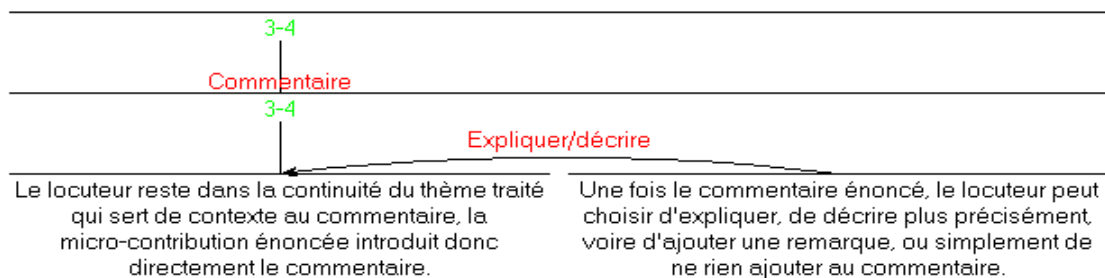 3-4
Commentaire
3-4
Expliquer/décrire
Le locuteur reste dans la continuité du thème traité
qui sert de contexte au commentaire, la
micro-contribution énoncée introduit donc
directement le commentaire.
Une fois le commentaire énoncé, le locuteur peut
choisir d'expliquer, de décrire plus précisément,
voire d'ajouter une remarque, ou simplement de
ne rien ajouter au commentaire.